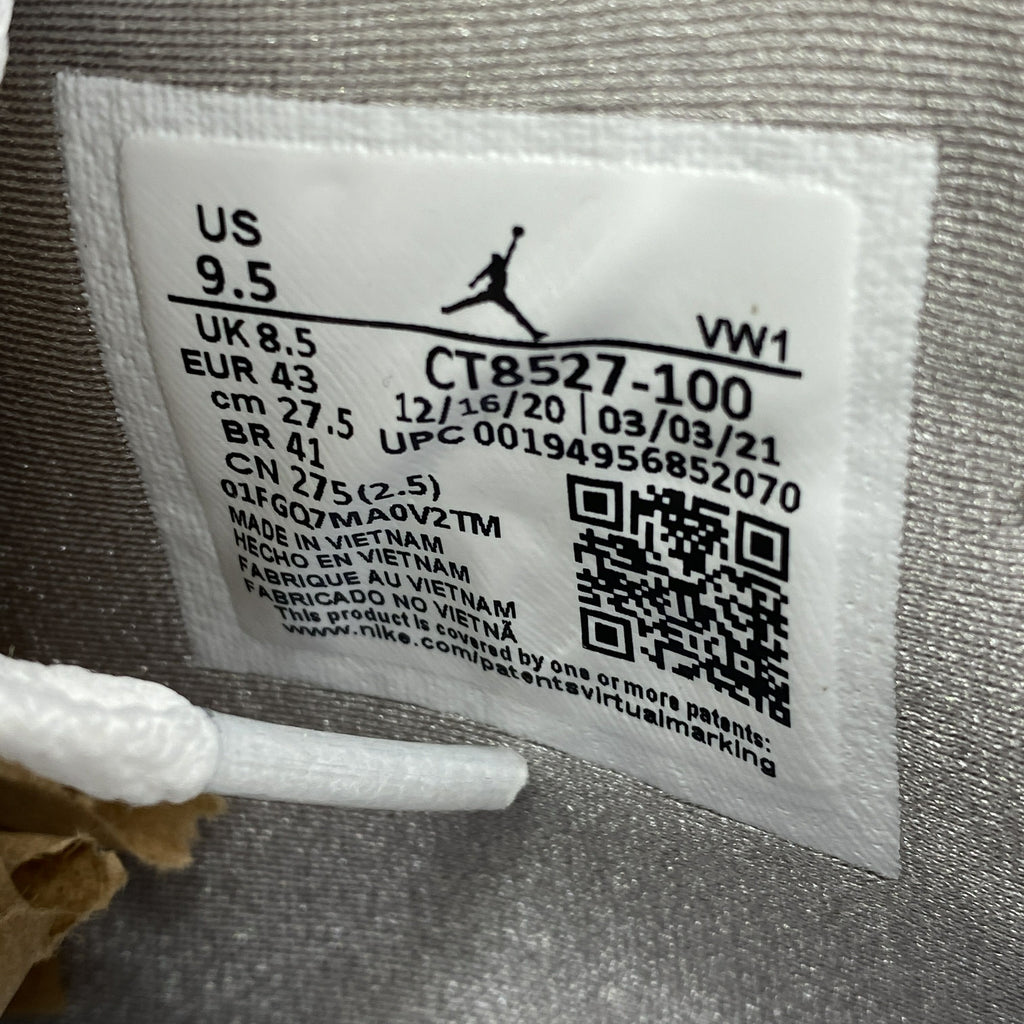 US
9.5
VW1
UK 8.5
EUR 43
cm 27.5
BR 41
CN 275 (2.5)
CT8527-100
12/16/20 | 03/03/21
UPC 00194956852070
01FGQ7MA0V2TM
MADE IN VIETNAM
HECHO EN VIETNAM
FABRIQUE AU VIETNAM
FABRICADO NO VIETNÃ
This product is covered by one or more patents:
www.nike.com/patentsvirtualmarking